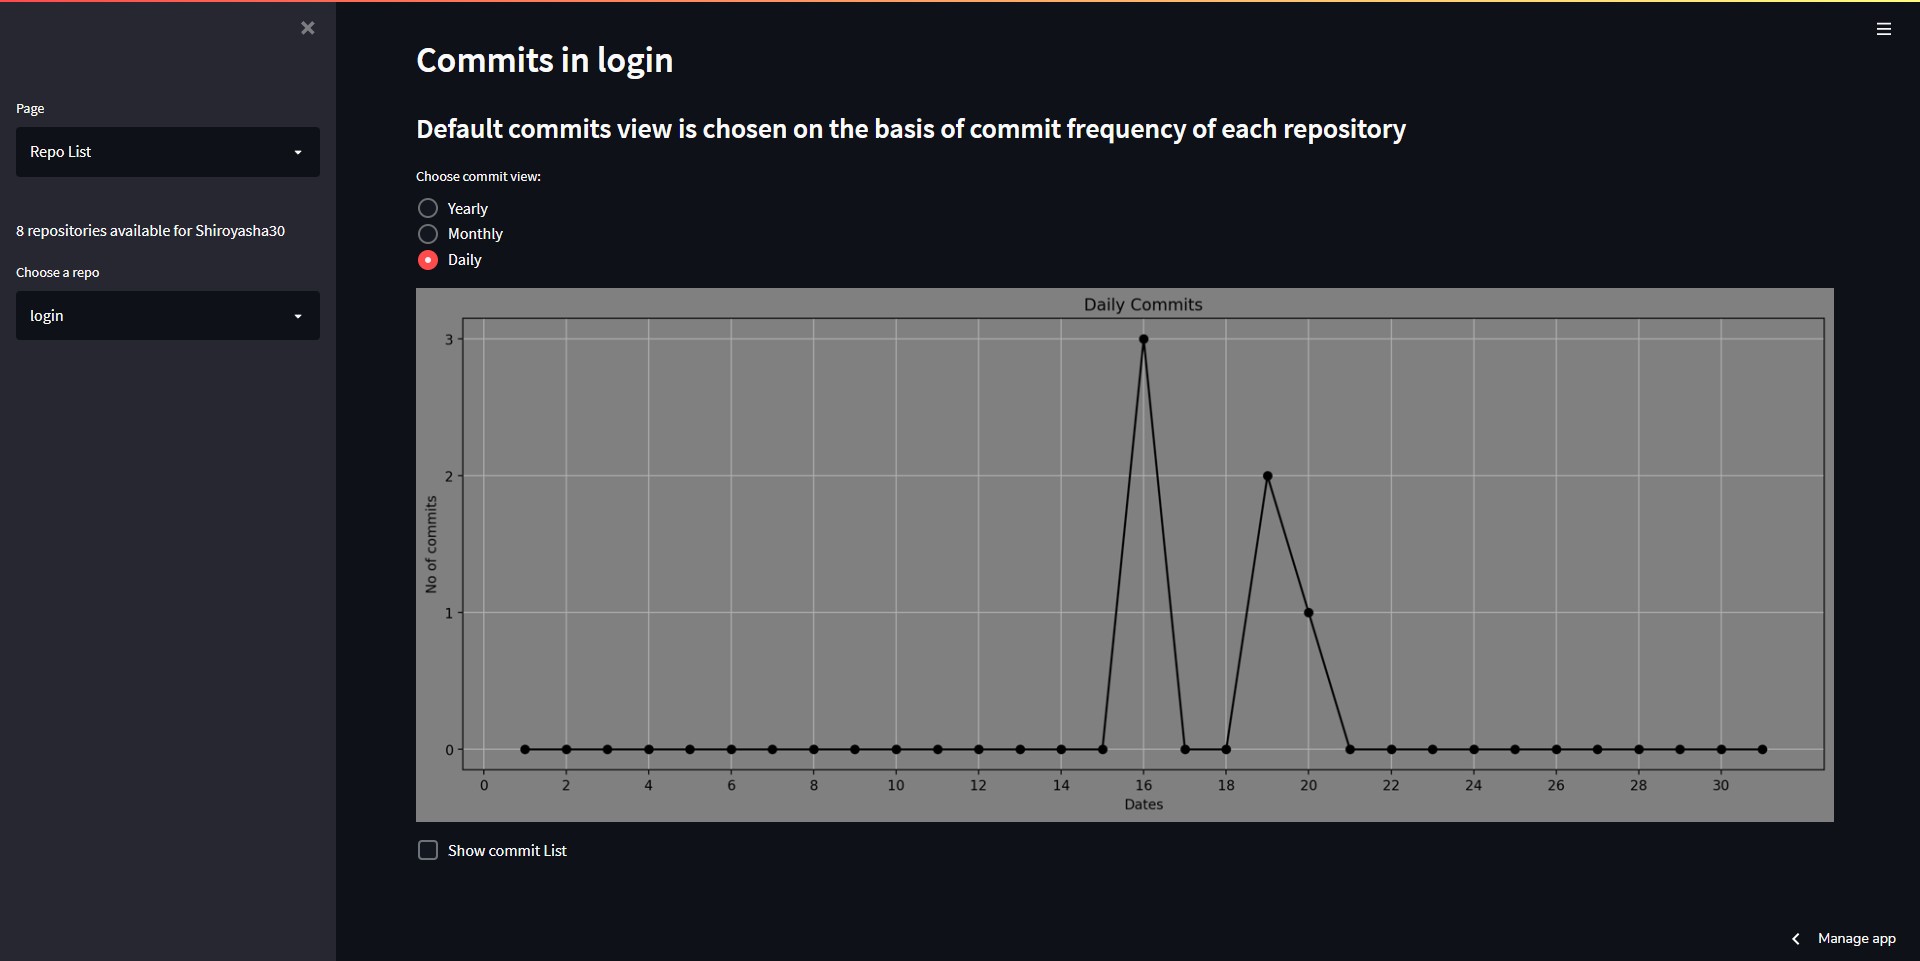 Page
Repo List
8 repositories available for Shiroyasha30
Choose a repo
login
Commits in login
Default commits view is chosen on the basis of commit frequency of each repository
Choose commit view:
Yearly
Monthly
Daily
Daily Commits
3
2
1
0
No of commits
0 2 4 6 8 10 12 14 16 18 20 22 24 26 28 30
Dates
Show commit List
Manage app